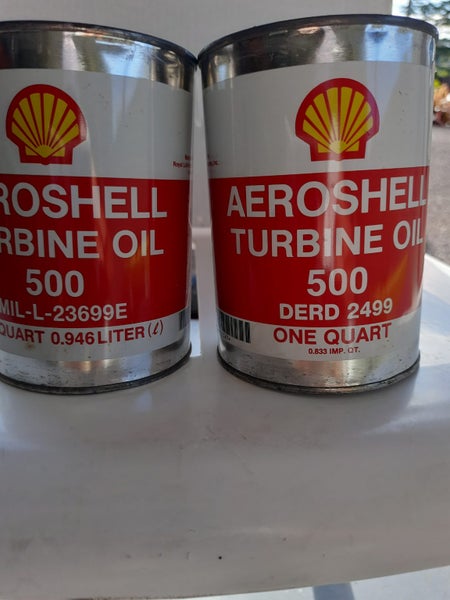 ROSHELL
RBINE OIL
500
MIL-L-23699E
QUART 0.946 LITER (ℓ)
AEROSHELL
TURBINE OIL
500
DERD 2499
ONE QUART
0.833 IMP. QT.